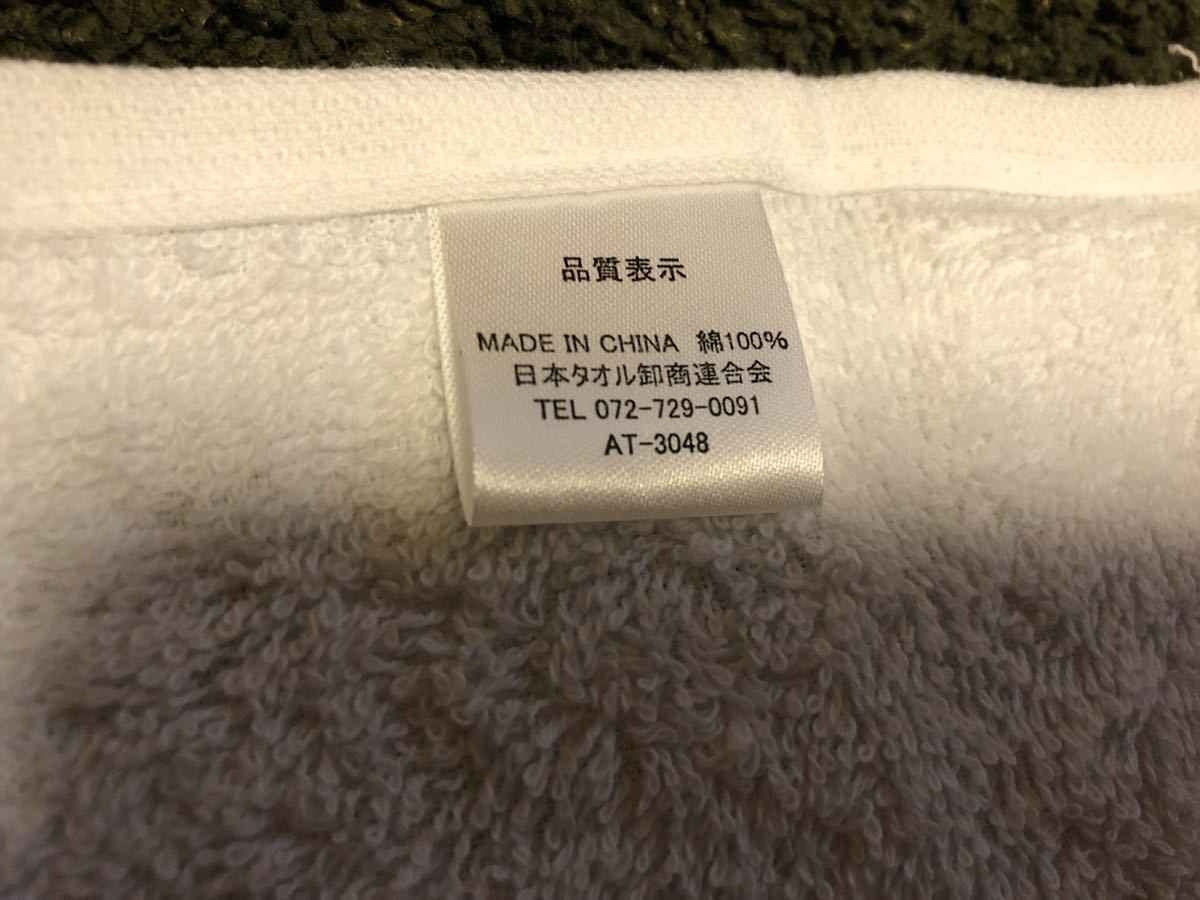 品質表示
MADE IN CHINA 綿100%
日本タオル卸商連合会
TEL 072-729-0091
AT-3048